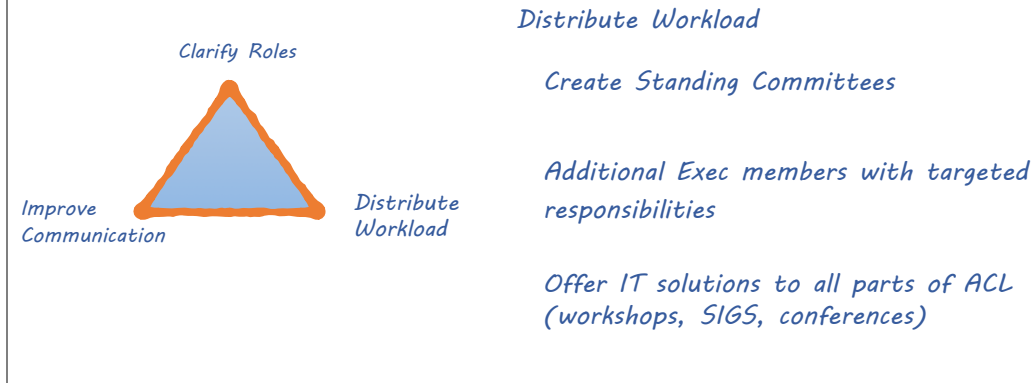 Clarify Roles
Improve
Communication
Distribute
Workload
Distribute Workload
Create Standing Committees
Additional Exec members with targeted
responsibilities
Offer IT solutions to all parts of ACL
(workshops, SIGS, conferences)